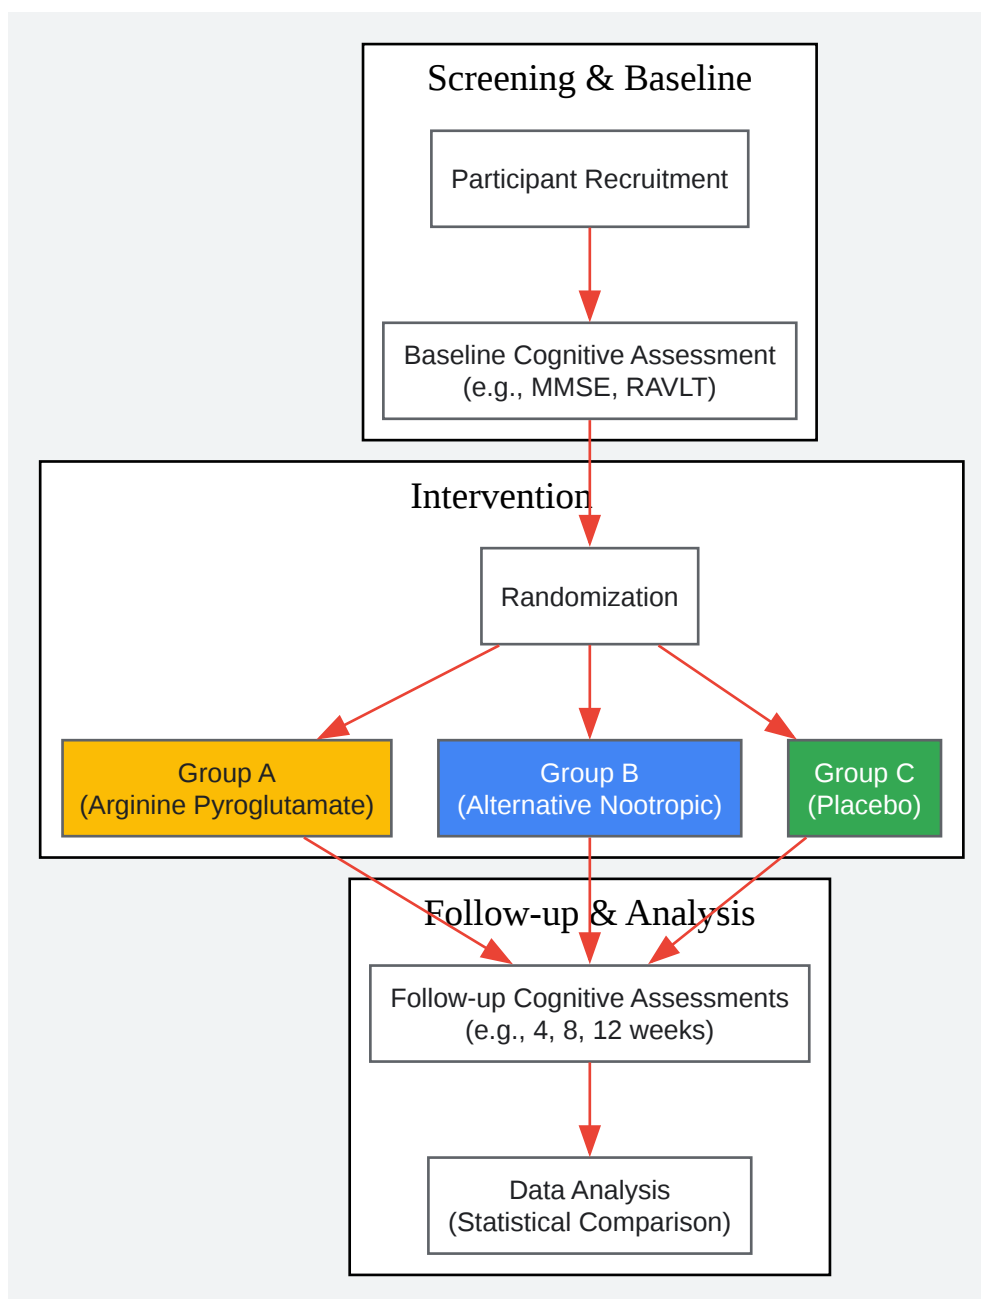 Screening & Baseline
Participant Recruitment
Baseline Cognitive Assessment
(e.g., MMSE, RAVLT)
Intervention
Randomization
Group A
(Arginine Pyroglutamate)
Group B
(Alternative Nootropic)
Group C
(Placebo)
Follow-up & Analysis
Follow-up Cognitive Assessments
(e.g., 4, 8, 12 weeks)
Data Analysis
(Statistical Comparison)